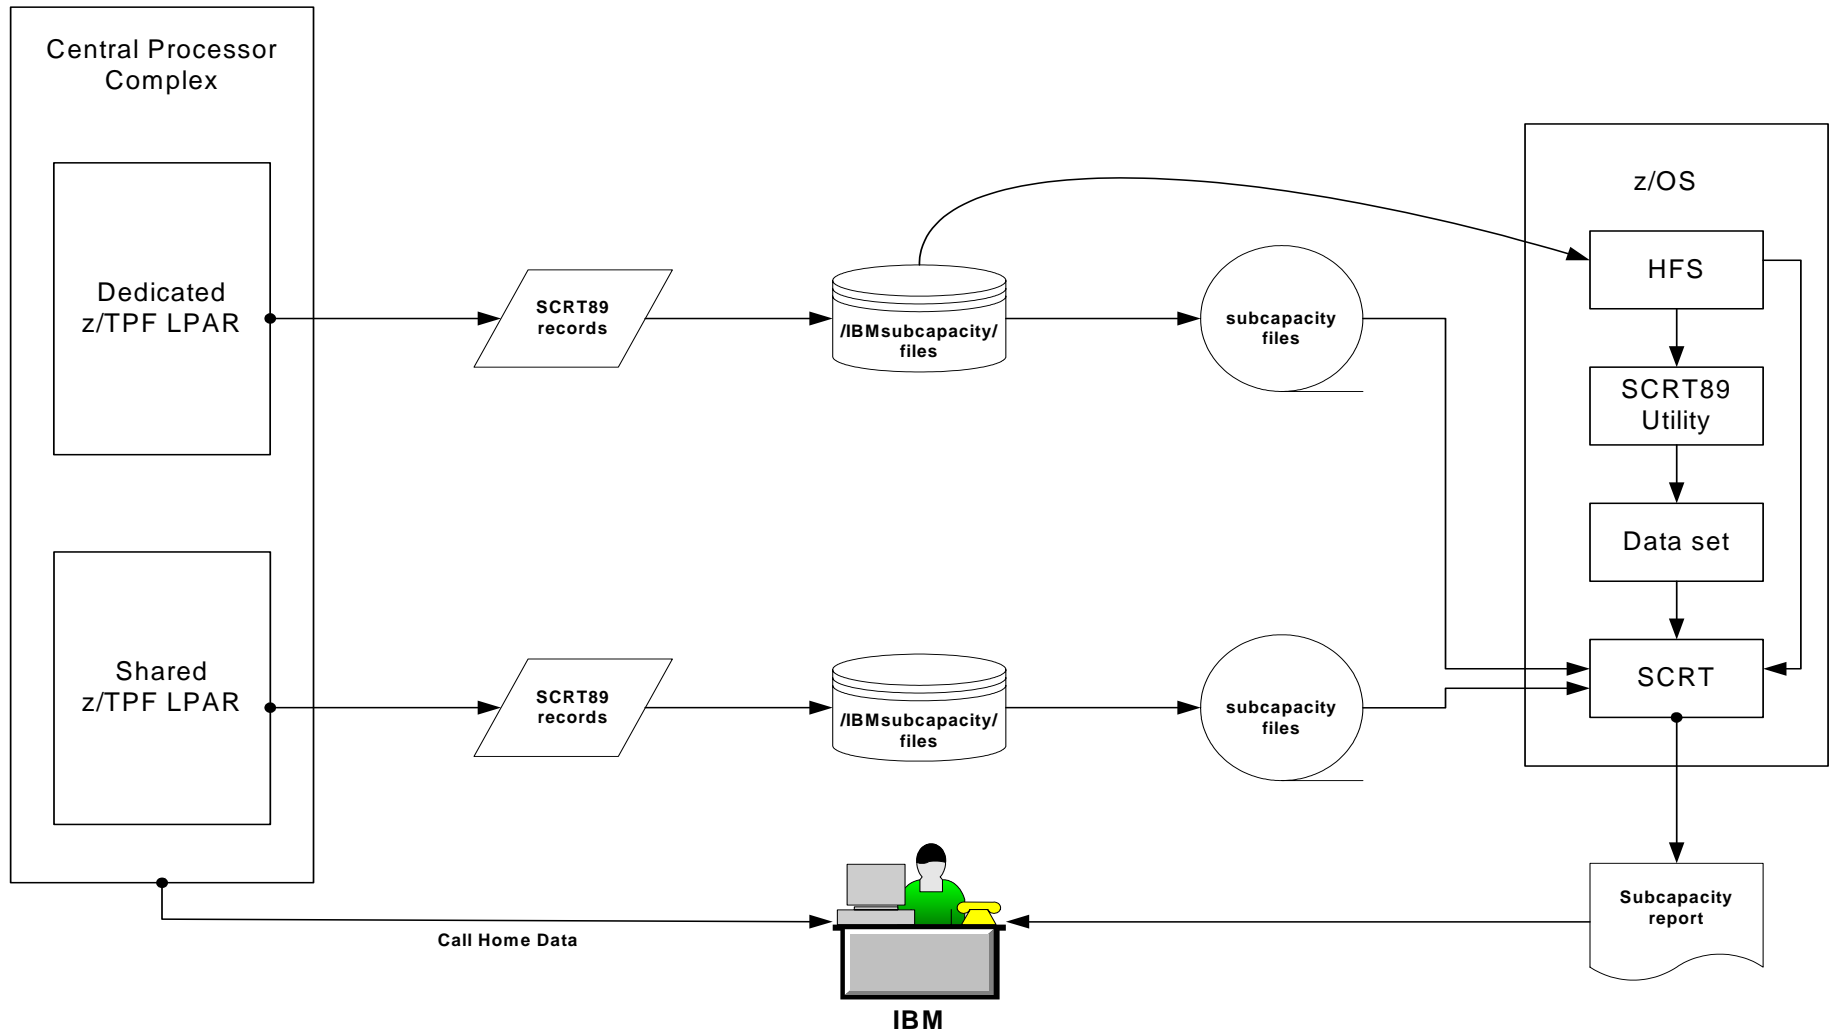 Central Processor
Complex
z/OS
Dedicated
z/TPF LPAR
SCRT89
records
/IBMsubcapacity/
files
subcapacity
files
HFS
SCRT89
Utility
Data set
Shared
z/TPF LPAR
SCRT89
records
/IBMsubcapacity/
files
subcapacity
files
SCRT
Call Home Data
IBM
Subcapacity
report